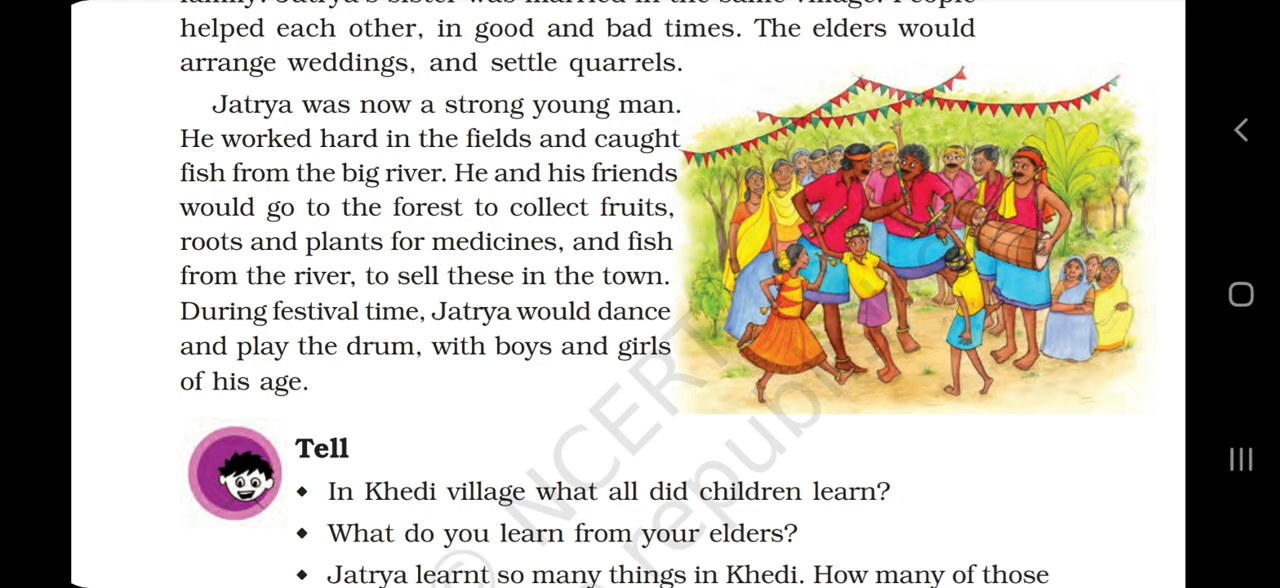 helped each other, in good and bad times. The elders would
arrange weddings, and settle quarrels.
Jatrya was now a strong young man.
He worked hard in the fields and caught
fish from the big river. He and his friends
would go to the forest to collect fruits,
roots and plants for medicines, and fish
from the river, to sell these in the town.
During festival time, Jatrya would dance
and play the drum, with boys and girls
of his age.
Tell
In Khedi village what all did children learn?
What do you learn from your elders?
Jatrya learnt so many things in Khedi. How many of those
© NCERT
republi